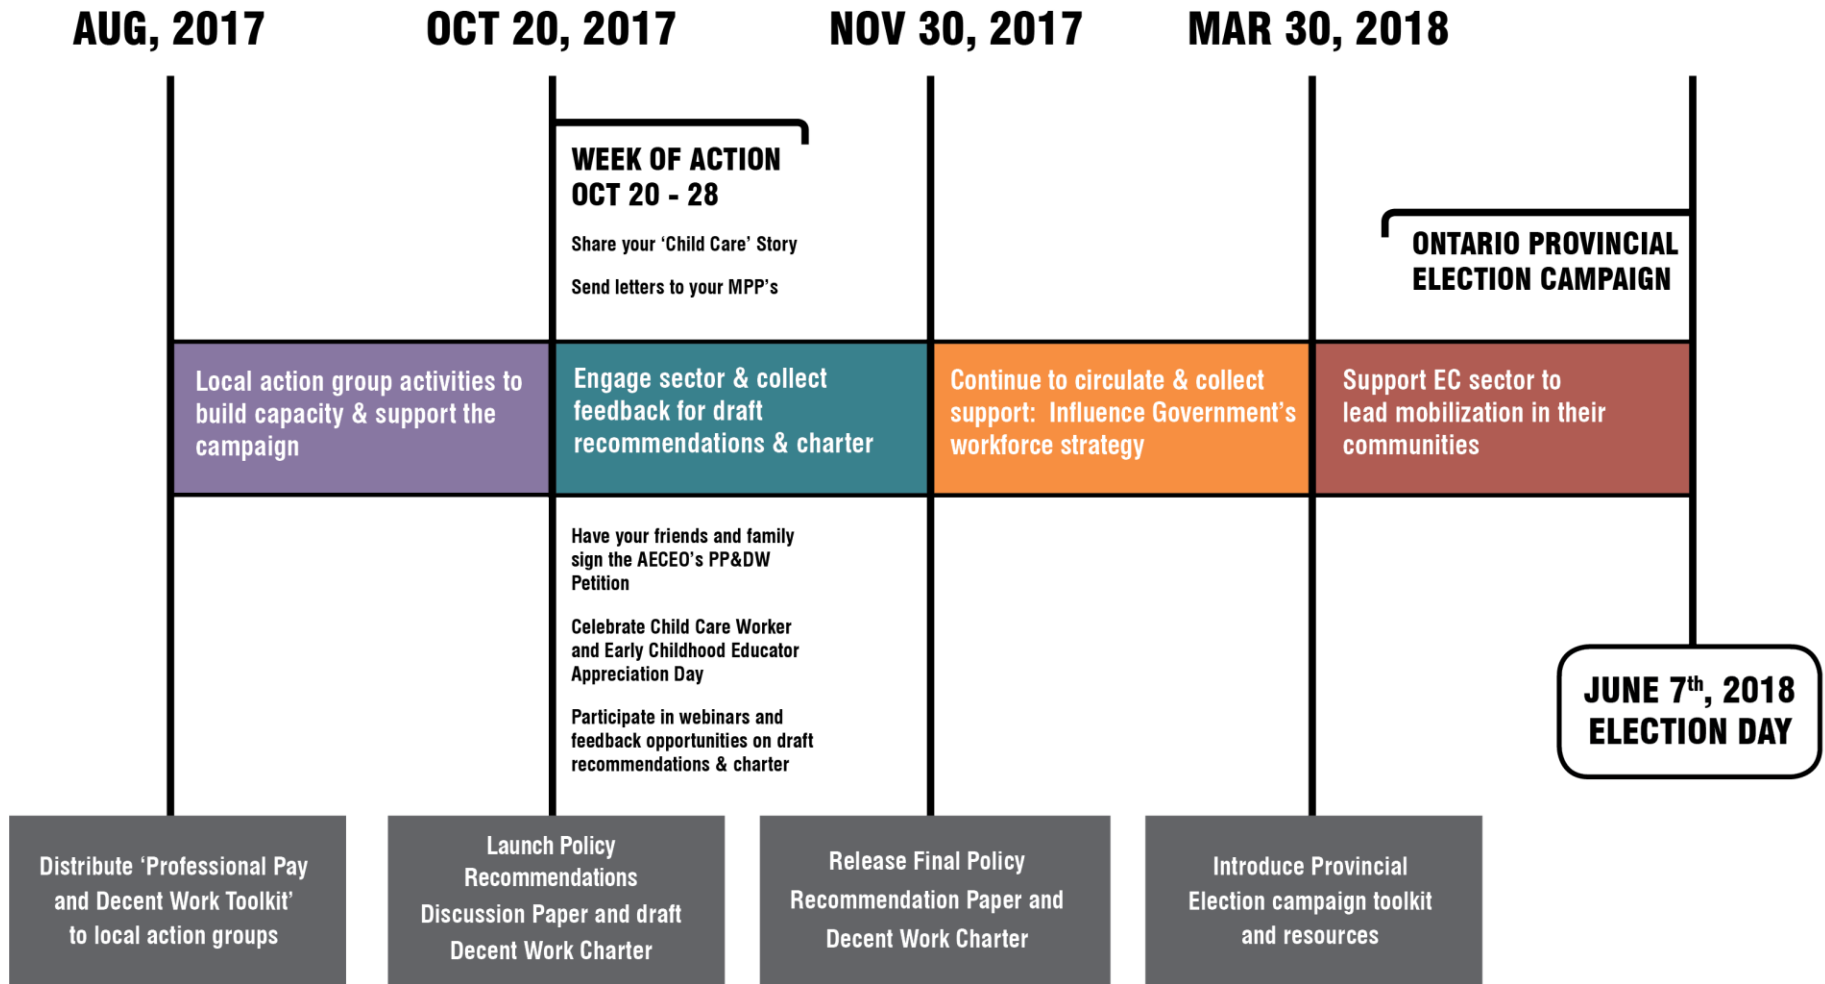 AUG, 2017
OCT 20, 2017
NOV 30, 2017
MAR 30, 2018
WEEK OF ACTION
OCT 20 - 28
Share your ‘Child Care’ Story
Send letters to your MPP’s
ONTARIO PROVINCIAL
ELECTION CAMPAIGN
Local action group activities to
build capacity & support the
campaign
Engage sector & collect
feedback for draft
recommendations & charter
Continue to circulate & collect
support: Influence Government’s
workforce strategy
Support EC sector to
lead mobilization in their
communities
Have your friends and family
sign the AECEO’s PP&DW
Petition
Celebrate Child Care Worker
and Early Childhood Educator
Appreciation Day
Participate in webinars and
feedback opportunities on draft
recommendations & charter
JUNE 7th, 2018
ELECTION DAY
Distribute ‘Professional Pay
and Decent Work Toolkit’
to local action groups
Launch Policy
Recommendations
Discussion Paper and draft
Decent Work Charter
Release Final Policy
Recommendation Paper and
Decent Work Charter
Introduce Provincial
Election campaign toolkit
and resources